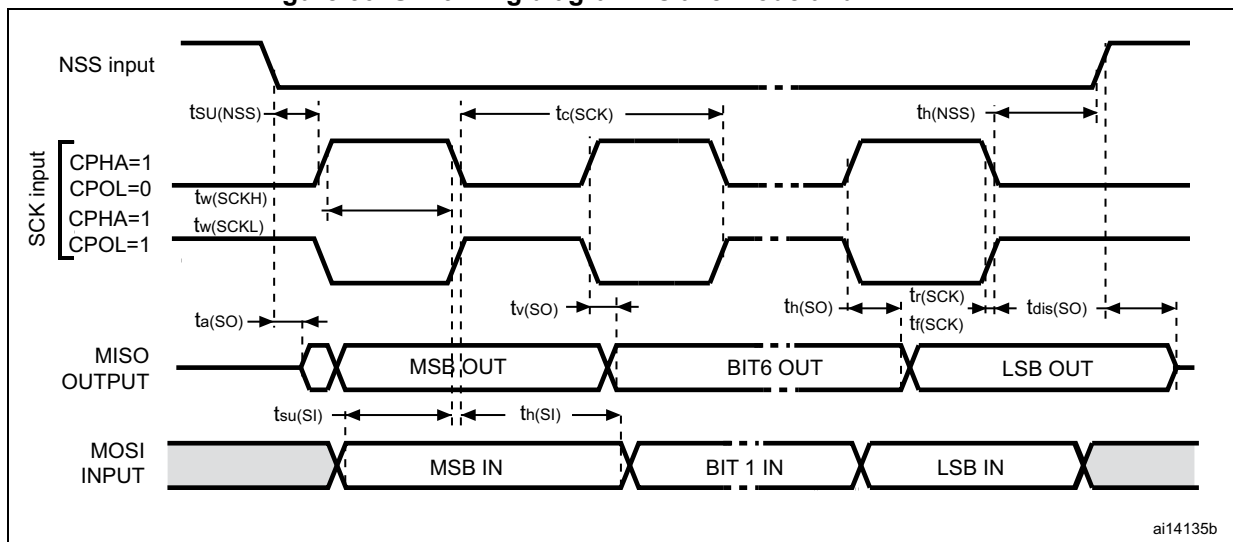 NSS input
tSU(NSS)
tc(SCK)
th(NSS)
SCK input
CPHA=1
CPOL=0
tw(SCKH)
CPHA=1
tw(SCKL)
CPOL=1
ta(SO)
tv(SO)
th(SO)
tr(SCK)
tf(SCK)
tdis(SO)
MISO
OUTPUT
MSB OUT
BIT6 OUT
LSB OUT
tsu(SI)
th(SI)
MOSI
INPUT
MSB IN
BIT 1 IN
LSB IN
ai14135b